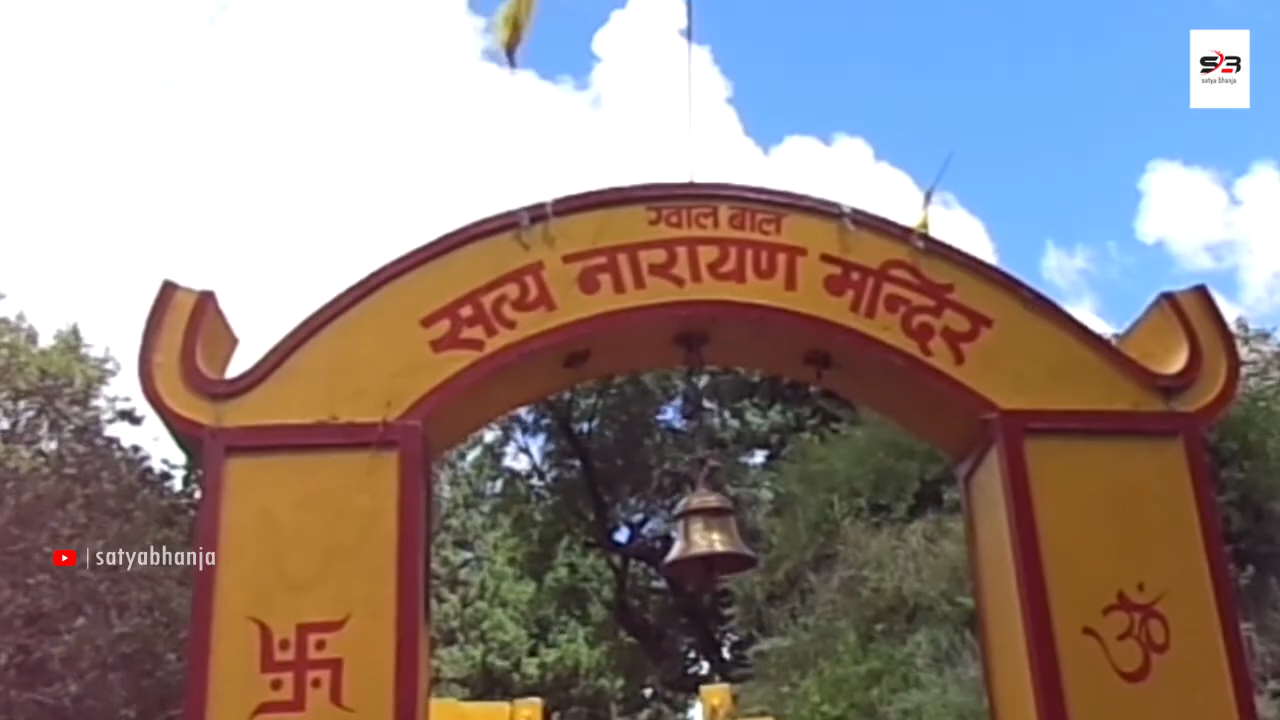 SB
satya bhanja
ग्वाल बाल
सत्य नारायण मन्दिर
| satyabhanja
ॐ